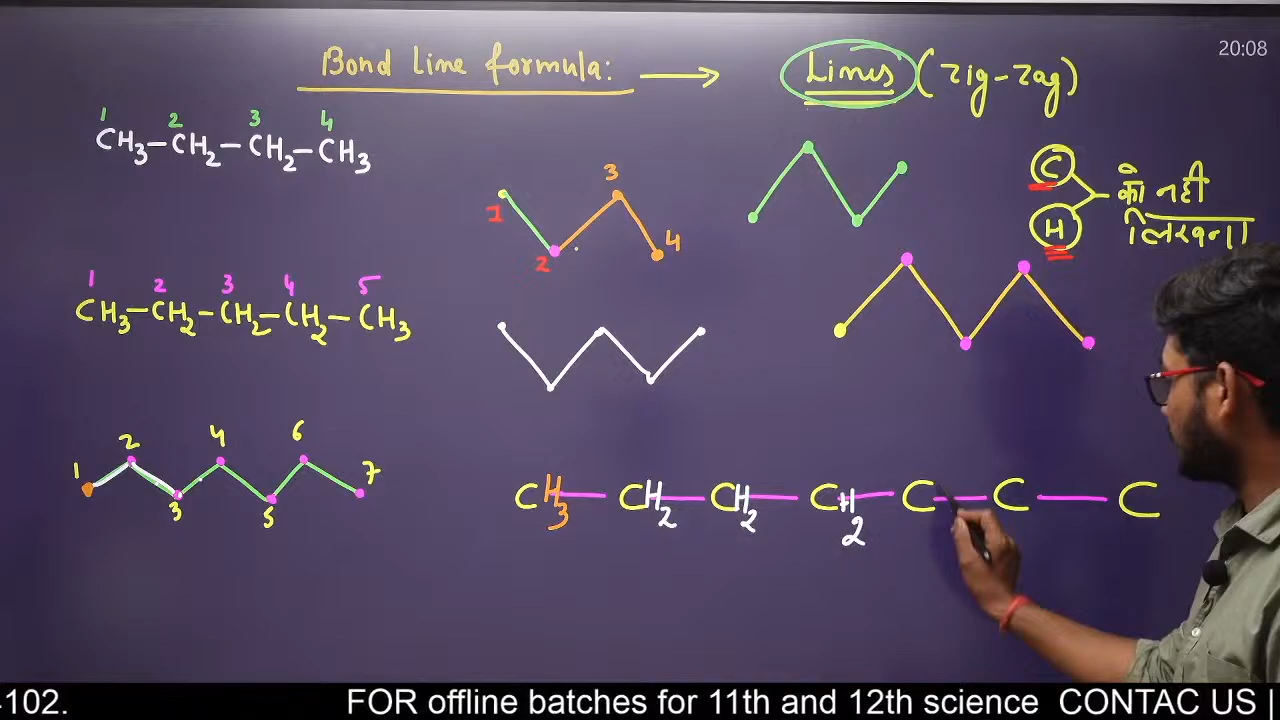 20:08
Bond Line formula: → Lines (zig-zag)
1 2 3 4
CH₃-CH₂-CH₂-CH₃
C
H
को नहीं
लिखना
1 2 3 4
1 2 3 4 5
CH₃-CH₂-CH₂-CH₂-CH₃
1 2 3 4 5 6 7
CH₃-CH₂-CH₂-CH₂-C-C-C
-102. FOR offline batches for 11th and 12th science CONTAC US |